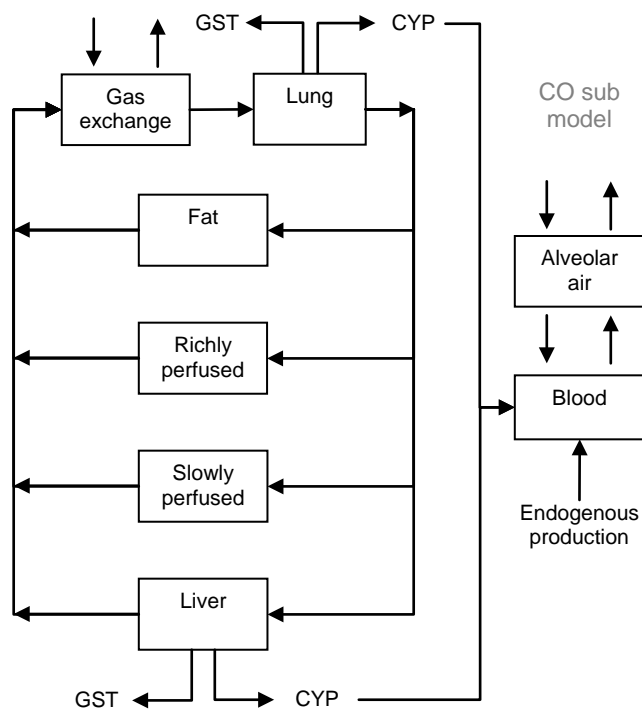 GST
CYP
Gas
exchange
Lung
CO sub
model
Fat
Alveolar
air
Richly
perfused
Blood
Slowly
perfused
Endogenous
production
Liver
GST
CYP